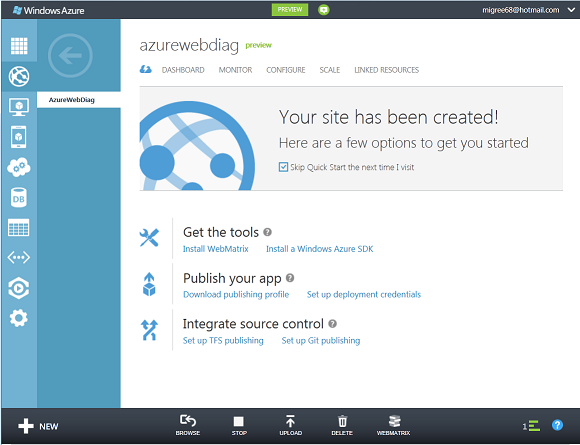 Windows Azure
PREVIEW
migree68@hotmail.com
azurewebdiag preview
DASHBOARD MONITOR CONFIGURE SCALE LINKED RESOURCES
AzureWebDiag
Your site has been created!
Here are a few options to get you started
Skip Quick Start the next time I visit
Get the tools ?
Install WebMatrix Install a Windows Azure SDK
Publish your app ?
Download publishing profile Set up deployment credentials
Integrate source control ?
Set up TFS publishing Set up Git publishing
DB
NEW
BROWSE STOP UPLOAD DELETE WEBMATRIX
1 ?